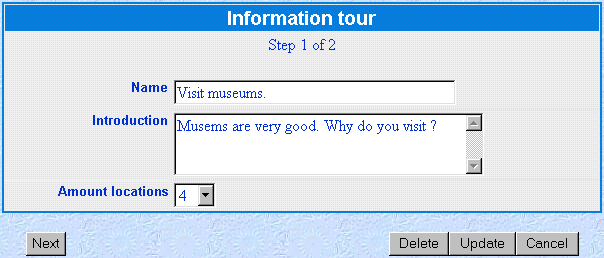 Information tour
Step 1 of 2
Name Visit museums.
Introduction Musems are very good. Why do you visit ?
Amount locations 4
Next Delete Update Cancel